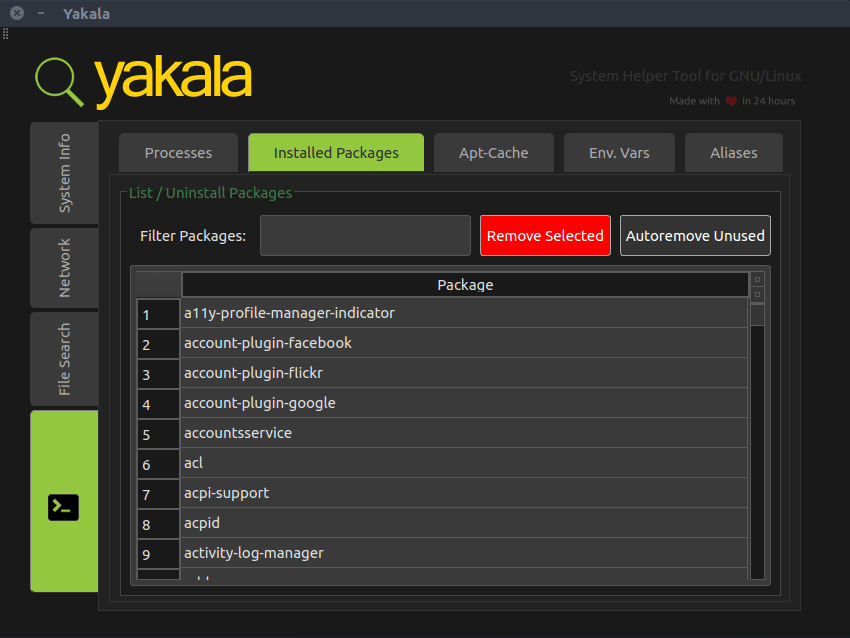 Yakala
yakala
System Helper Tool for GNU/Linux
Made with in 24 hours
System Info
Network
File Search
Processes
Installed Packages
Apt-Cache
Env. Vars
Aliases
List / Uninstall Packages
Filter Packages:
Remove Selected
Autoremove Unused
Package
1 a11y-profile-manager-indicator
2 account-plugin-facebook
3 account-plugin-flickr
4 account-plugin-google
5 accountsservice
6 acl
7 acpi-support
8 acpid
9 activity-log-manager